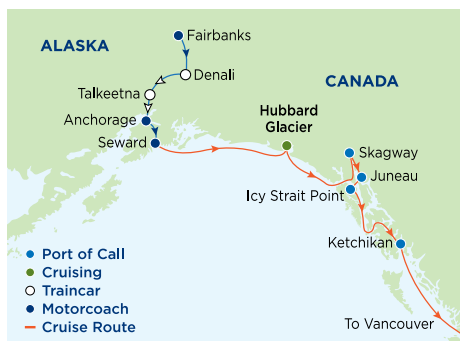 Fairbanks
ALASKA
Denali
CANADA
Talkeetna
Hubbard
Glacier
Anchorage
Seward
Skagway
Juneau
Icy Strait Point
Ketchikan
Port of Call
Cruising
Traincar
Motorcoach
Cruise Route
To Vancouver